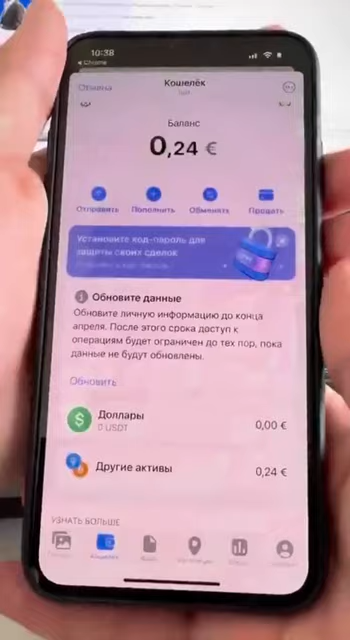 10:38
Chrome
Отмена
Кошелёк
Баланс
0,24 €
Отправить
Пополнить
Обменять
Продать
Установите код-пароль для
защиты своих сделок
Обновите данные
Обновите личную информацию до конца
апреля. После этого срока доступ к
операциям будет ограничен до тех пор, пока
данные не будут обновлены.
Обновить
Доллары
0,00 €
0 USDT
Другие активы
0,24 €
УЗНАТЬ БОЛЬШЕ
Кошелёк